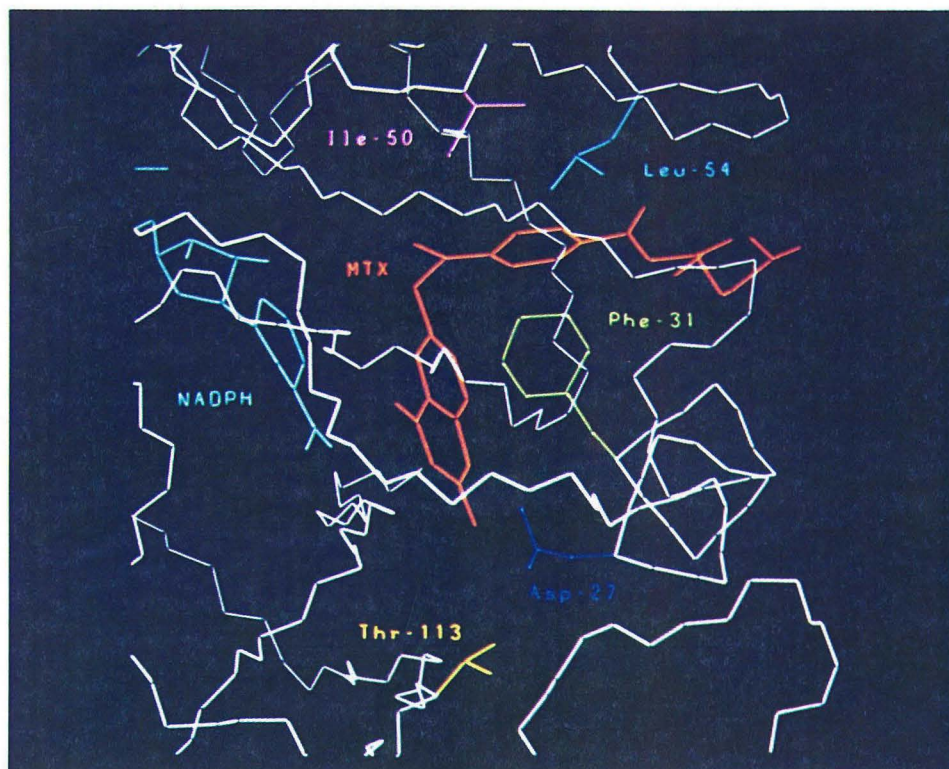 Ile-50
Leu-54
MTX
Phe-31
NADPH
Asp-27
Thr-113